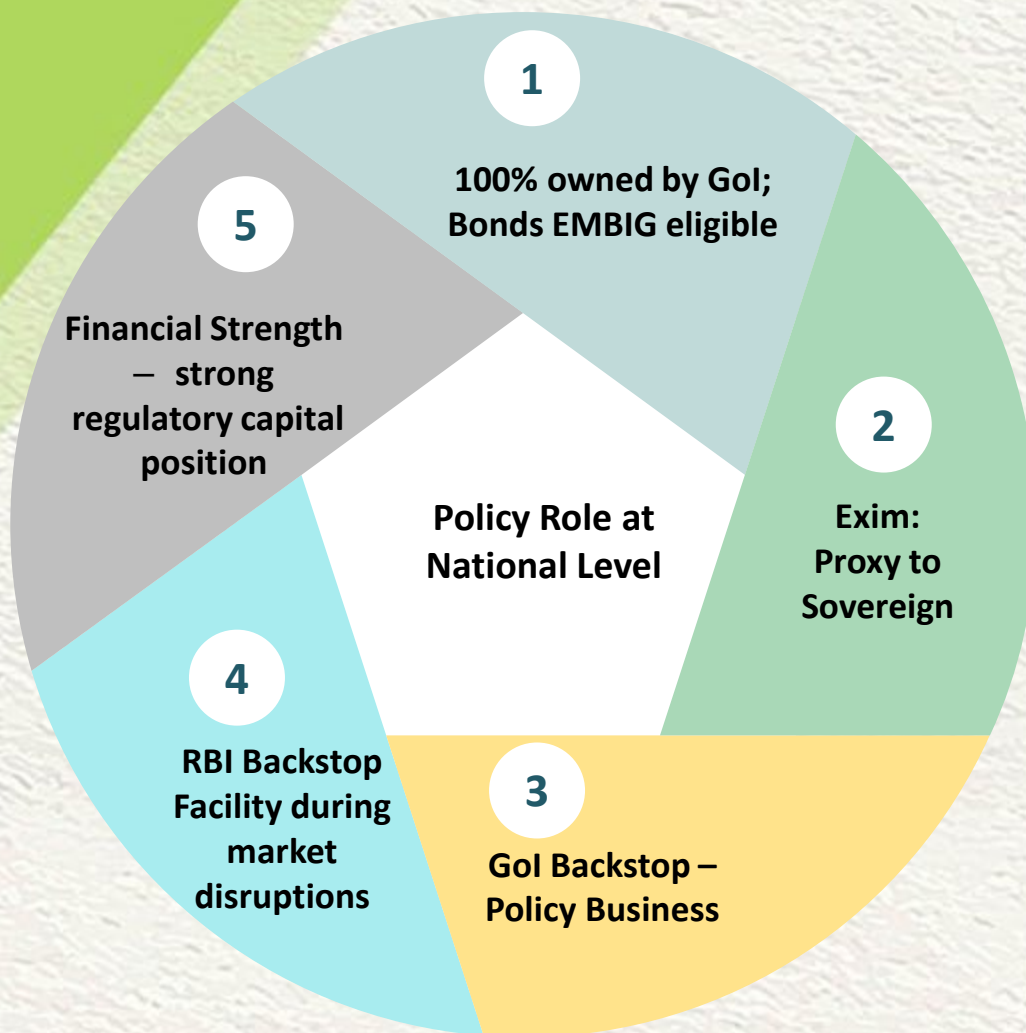 1
100% owned by GoI;
Bonds EMBIG eligible
2
Exim:
Proxy to
Sovereign
3
GoI Backstop –
Policy Business
4
RBI Backstop
Facility during
market
disruptions
5
Financial Strength
– strong
regulatory capital
position
Policy Role at
National Level